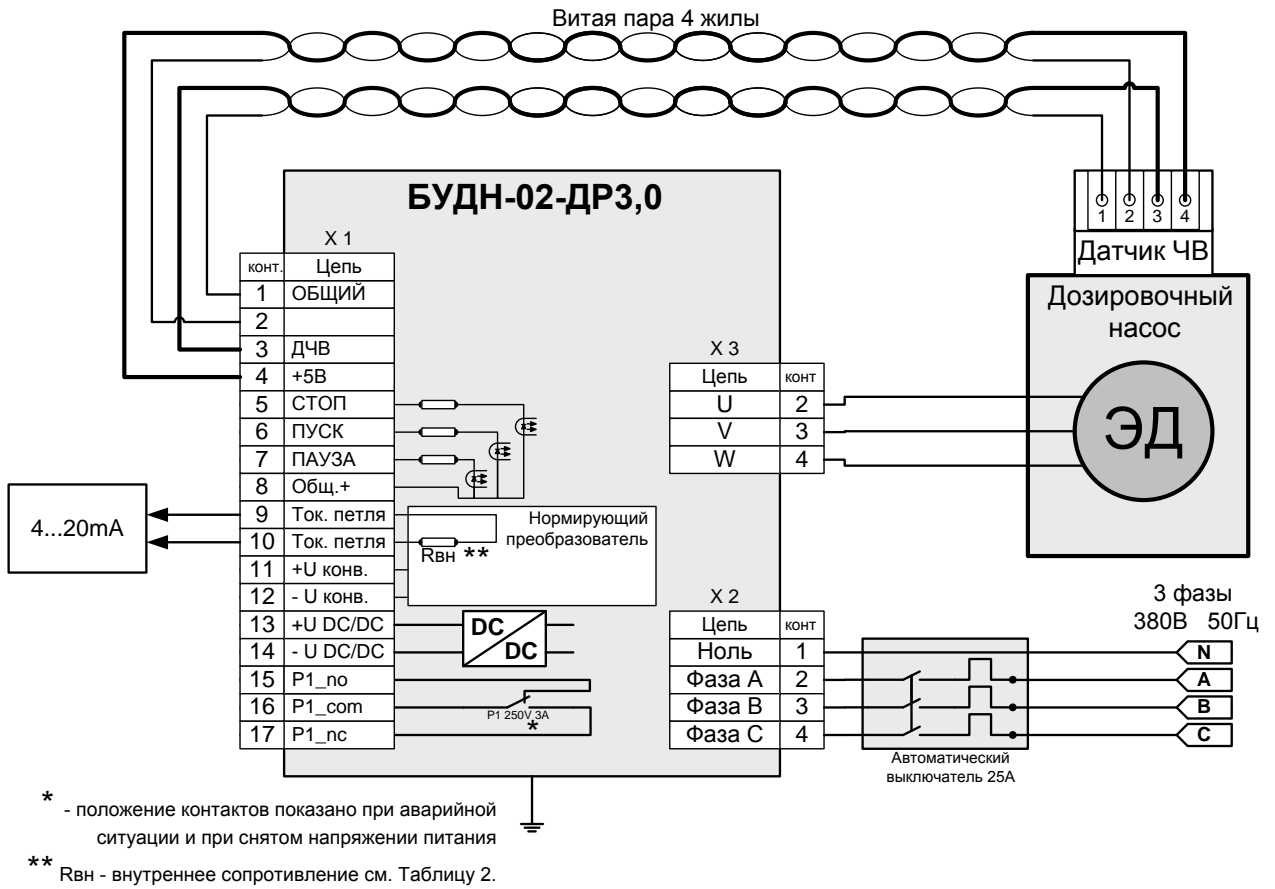 Витая пара 4 жилы
БУДН-02-ДР3,0
1 2 3 4
Датчик ЧВ
Дозировочный
насос
ЭД
X 1
конт. Цепь
1 ОБЩИЙ
2
3 ДЧВ
4 +5В
5 СТОП
6 ПУСК
7 ПАУЗА
8 Общ.+
9 Ток. петля
10 Ток. петля
11 +U конв.
12 - U конв.
13 +U DC/DC
14 - U DC/DC
15 P1_no
16 P1_com
17 P1_nc
4...20mA
Нормирующий
преобразователь
Rвн **
DC
DC
P1 250V 3A
*
X 3
Цепь конт
U 2
V 3
W 4
X 2
Цепь конт
Ноль 1
Фаза А 2
Фаза В 3
Фаза С 4
3 фазы
380В 50Гц
N
A
B
C
Автоматический
выключатель 25А
* - положение контактов показано при аварийной
ситуации и при снятом напряжении питания
** Rвн - внутреннее сопротивление см. Таблицу 2.